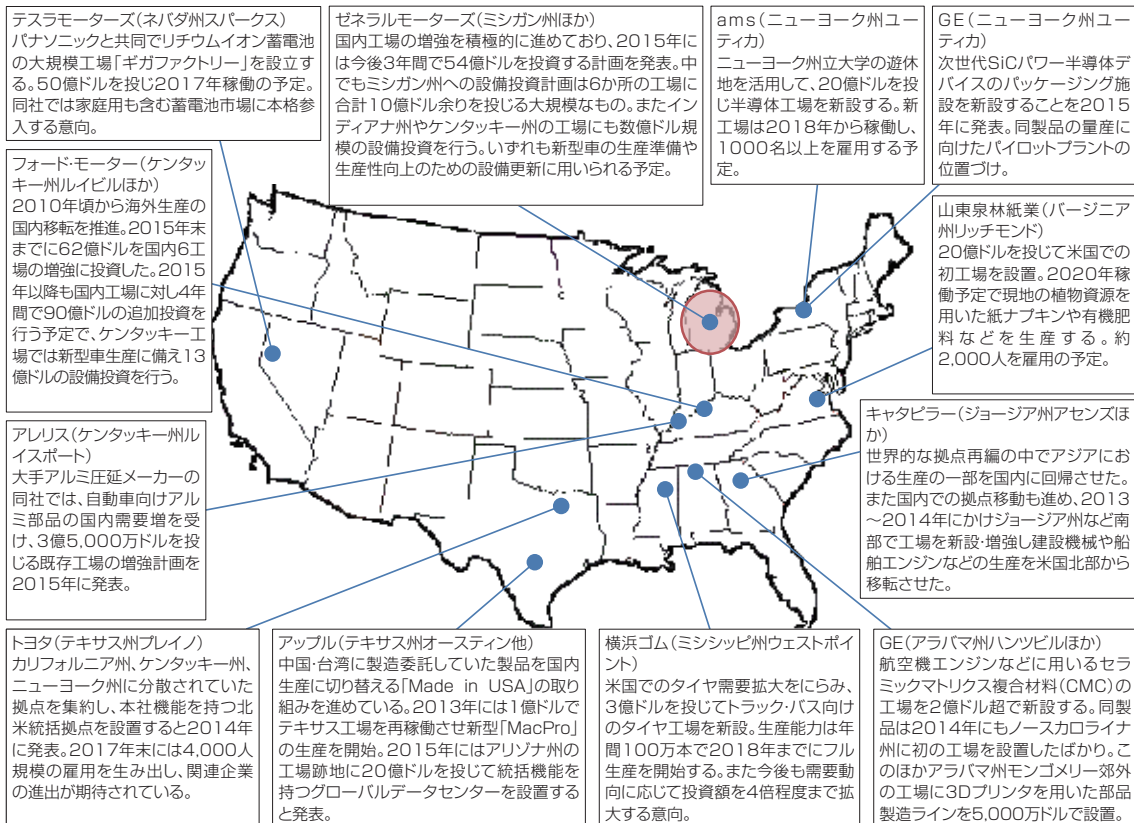 テスラモーターズ(ネバダ州スパークス)
パナソニックと共同でリチウムイオン蓄電池
の大規模工場「ギガファクトリー」を設立す
る。50億ドルを投じ2017年稼働の予定。
同社では家庭用も含む蓄電池市場に本格参
入する意向。
ゼネラルモーターズ(ミシガン州ほか)
国内工場の増強を積極的に進めており、2015年に
は今後3年間で54億ドルを投資する計画を発表。中
でもミシガン州への設備投資計画は6か所の工場に
合計10億ドル余りを投じる大規模なもの。またイン
ディアナ州やケンタッキー州の工場にも数億ドル規
模の設備投資を行う。いずれも新型車の生産準備や
生産性向上のための設備更新に用いられる予定。
ams(ニューヨーク州ユー
ティカ)
ニューヨーク州立大学の遊休
地を活用して、20億ドルを投
じ半導体工場を新設する。新
工場は2018年から稼働し、
1000名以上を雇用する予
定。
GE(ニューヨーク州ユー
ティカ)
次世代SiCパワー半導体デ
バイスのパッケージング施
設を新設することを2015
年に発表。同製品の量産に
向けたパイロットプラントの
位置づけ。
フォード・モーター(ケンタッ
キー州ルイビルほか)
2010年頃から海外生産の
国内移転を推進。2015年末
までに62億ドルを国内6工
場の増強に投資した。2015
年以降も国内工場に対し4年
間で90億ドルの追加投資を
行う予定で、ケンタッキー工
場では新型車生産に備え13
億ドルの設備投資を行う。
山東泉林紙業(バージニア
州リッチモンド)
20億ドルを投じて米国での
初工場を設置。2020年稼
働予定で現地の植物資源を
用いた紙ナプキンや有機肥
料などを生産する。約
2,000人を雇用の予定。
アレリス(ケンタッキー州ル
イスポート)
大手アルミ圧延メーカーの
同社では、自動車向けアル
ミ部品の国内需要増を受
け、3億5,000万ドルを投
じる既存工場の増強計画を
2015年に発表。
キャタピラー(ジョージア州アセンズほ
か)
世界的な拠点再編の中でアジアにお
ける生産の一部を国内に回帰させた。
また国内での拠点移動も進め、2013
～2014年にかけジョージア州など南
部で工場を新設・増強し建設機械や船
舶エンジンなどの生産を米国北部から
移転させた。
トヨタ(テキサス州プレイノ)
カリフォルニア州、ケンタッキー州、
ニューヨーク州に分散されていた
拠点を集約し、本社機能を持つ北
米統括拠点を設置すると2014年
に発表。2017年末には4,000人
規模の雇用を生み出し、関連企業
の進出が期待されている。
アップル(テキサス州オースティン他)
中国・台湾に製造委託していた製品を国内
生産に切り替える「Made in USA」の取り
組みを進めている。2013年には1億ドルで
テキサス工場を再稼働させ新型「MacPro」
の生産を開始。2015年にはアリゾナ州の
工場跡地に20億ドルを投じて統括機能を
持つグローバルデータセンターを設置する
と発表。
横浜ゴム(ミシシッピ州ウェストポイ
ント)
米国でのタイヤ需要拡大をにらみ、
3億ドルを投じてトラック・バス向け
のタイヤ工場を新設。生産能力は年
間100万本で2018年までにフル
生産を開始する。また今後も需要動
向に応じて投資額を4倍程度まで拡
大する意向。
GE(アラバマ州ハンツビルほか)
航空機エンジンなどに用いるセラ
ミックマトリクス複合材料(CMC)の
工場を2億ドル超で新設する。同製
品は2014年にもノースカロライナ
州に初の工場を設置したばかり。こ
のほかアラバマ州モンゴメリー郊外
の工場に3Dプリンタを用いた部品
製造ラインを5,000万ドルで設置。